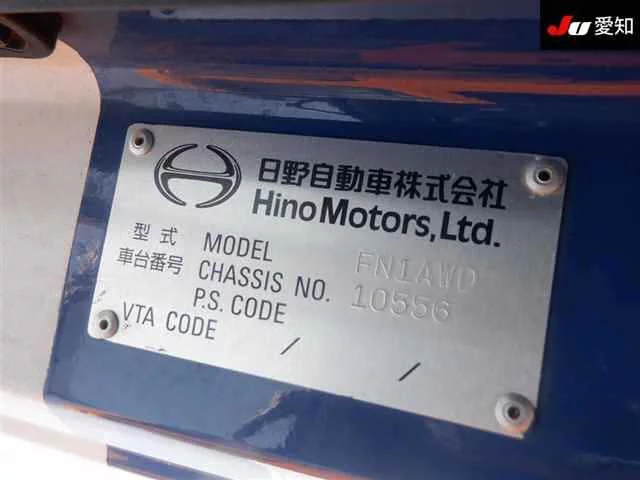 JU 愛知
日野自動車株式会社
Hino Motors, Ltd.
型式 MODEL FN1AWD
車台番号 CHASSIS NO. 10556
P.S. CODE
VTA CODE / /